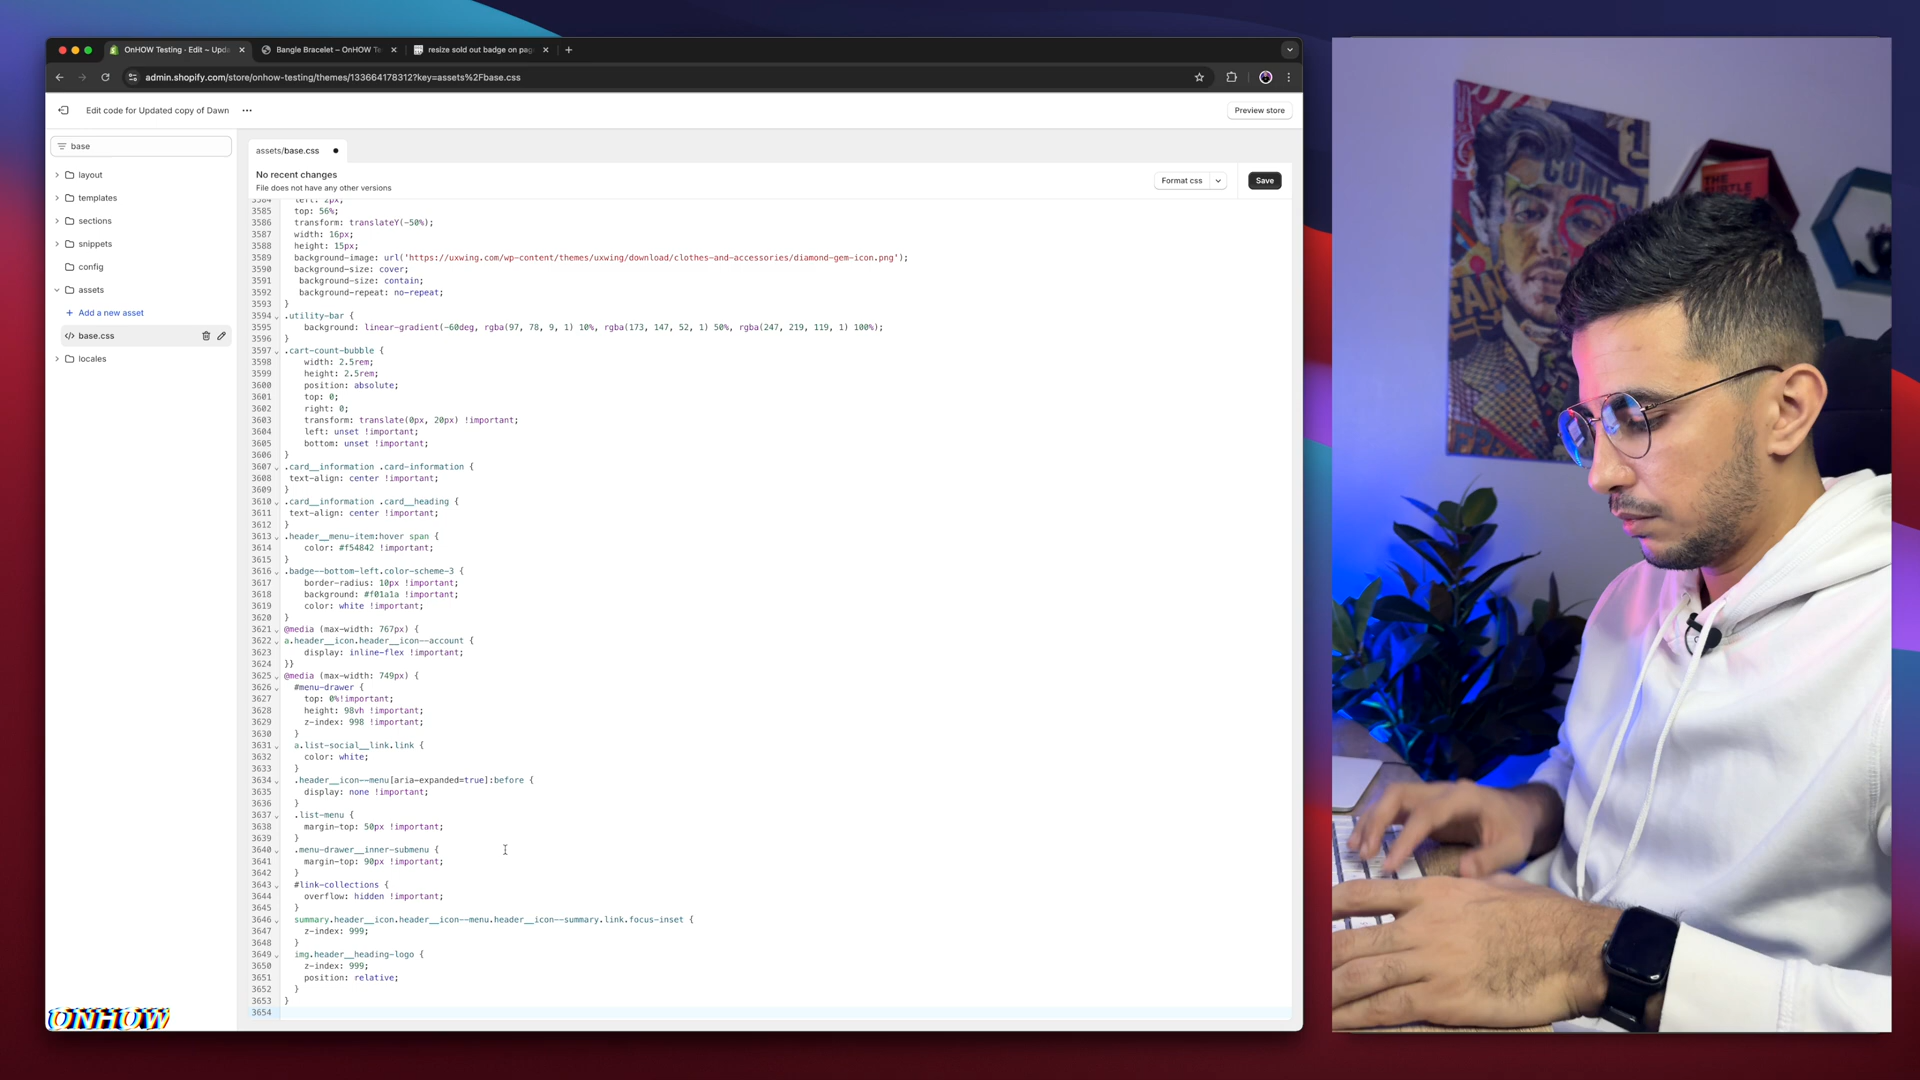 OnHOW Testing · Edit ~ Upda
Bangle Bracelet – OnHOW Te
resize sold out badge on pag
admin.shopify.com/store/onhow-testing/themes/133664178312?key=assets%2Fbase.css
Edit code for Updated copy of Dawn
Preview store
base
layout
templates
sections
snippets
config
assets
Add a new asset
base.css
locales
assets/base.css
No recent changes
File does not have any other versions
Format css
Save
3584 left: 2px;
3585 top: 56%;
3586 transform: translateY(-50%);
3587 width: 16px;
3588 height: 15px;
3589 background-image: url('https://uxwing.com/wp-content/themes/uxwing/download/clothes-and-accessories/diamond-gem-icon.png');
3590 background-size: cover;
3591 background-size: contain;
3592 background-repeat: no-repeat;
3593 }
3594 .utility-bar {
3595 background: linear-gradient(-60deg, rgba(97, 78, 9, 1) 10%, rgba(173, 147, 52, 1) 50%, rgba(247, 219, 119, 1) 100%);
3596 }
3597 .cart-count-bubble {
3598 width: 2.5rem;
3599 height: 2.5rem;
3600 position: absolute;
3601 top: 0;
3602 right: 0;
3603 transform: translate(0px, 20px) !important;
3604 left: unset !important;
3605 bottom: unset !important;
3606 }
3607 .card__information .card-information {
3608 text-align: center !important;
3609 }
3610 .card__information .card__heading {
3611 text-align: center !important;
3612 }
3613 .header__menu-item:hover span {
3614 color: #f54842 !important;
3615 }
3616 .badge--bottom-left.color-scheme-3 {
3617 border-radius: 10px !important;
3618 background: #f01a1a !important;
3619 color: white !important;
3620 }
3621 @media (max-width: 767px) {
3622 a.header__icon.header__icon--account {
3623 display: inline-flex !important;
3624 }}
3625 @media (max-width: 749px) {
3626 #menu-drawer {
3627 top: 0%!important;
3628 height: 98vh !important;
3629 z-index: 998 !important;
3630 }
3631 a.list-social__link.link {
3632 color: white;
3633 }
3634 .header__icon--menu[aria-expanded=true]:before {
3635 display: none !important;
3636 }
3637 .list-menu {
3638 margin-top: 50px !important;
3639 }
3640 .menu-drawer__inner-submenu {
3641 margin-top: 90px !important;
3642 }
3643 #link-collections {
3644 overflow: hidden !important;
3645 }
3646 summary.header__icon.header__icon--menu.header__icon--summary.link.focus-inset {
3647 z-index: 999;
3648 }
3649 img.header__heading-logo {
3650 z-index: 999;
3651 position: relative;
3652 }
3653 }
3654
ONHOW
COME
FAN
THE